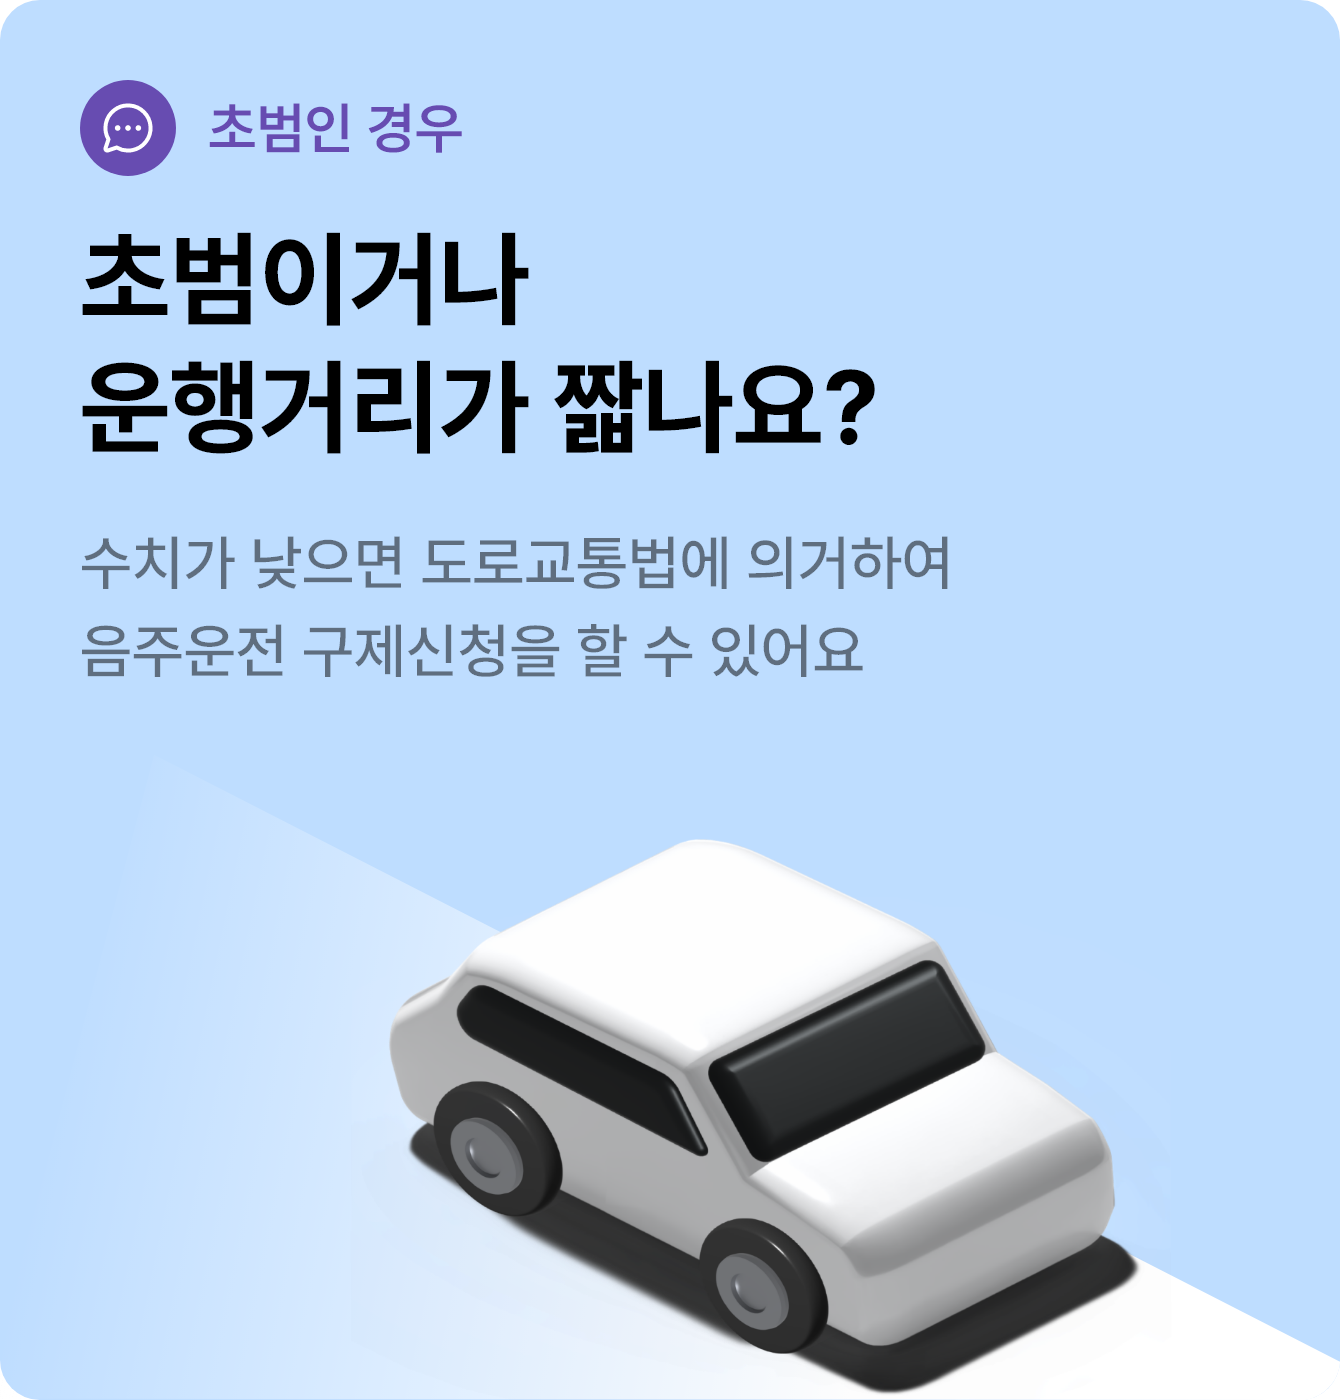 초범인 경우
초범이거나
운행거리가 짧나요?
수치가 낮으면 도로교통법에 의거하여
음주운전 구제신청을 할 수 있어요